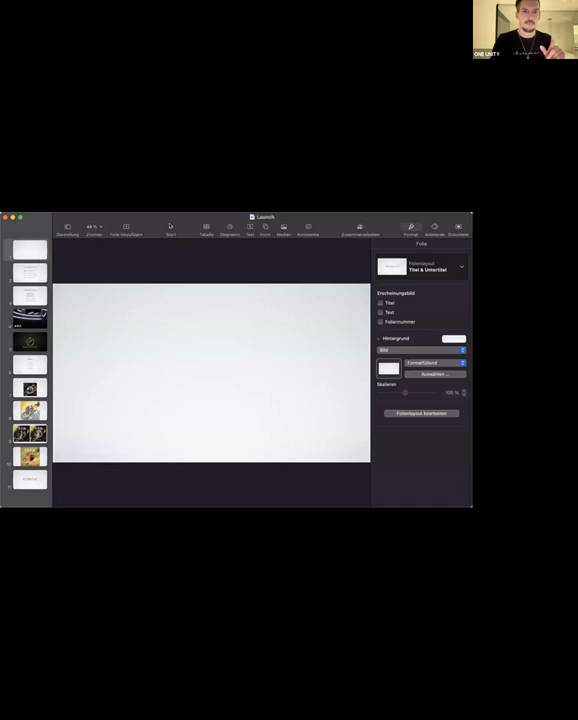 ONE UNITY
Launch
Darstellung
44 %
Zoomen
Folie hinzufügen
Start
Tabelle
Diagramm
Text
Form
Medien
Kommentar
Zusammenarbeiten
Format
Animieren
Dokument
Folie
Folienlayout
Titel & Untertitel
Erscheinungsbild
Titel
Text
Foliennummer
Hintergrund
Bild
Formatfüllend
Auswählen ...
Skalieren
100 %
Folienlayout bearbeiten